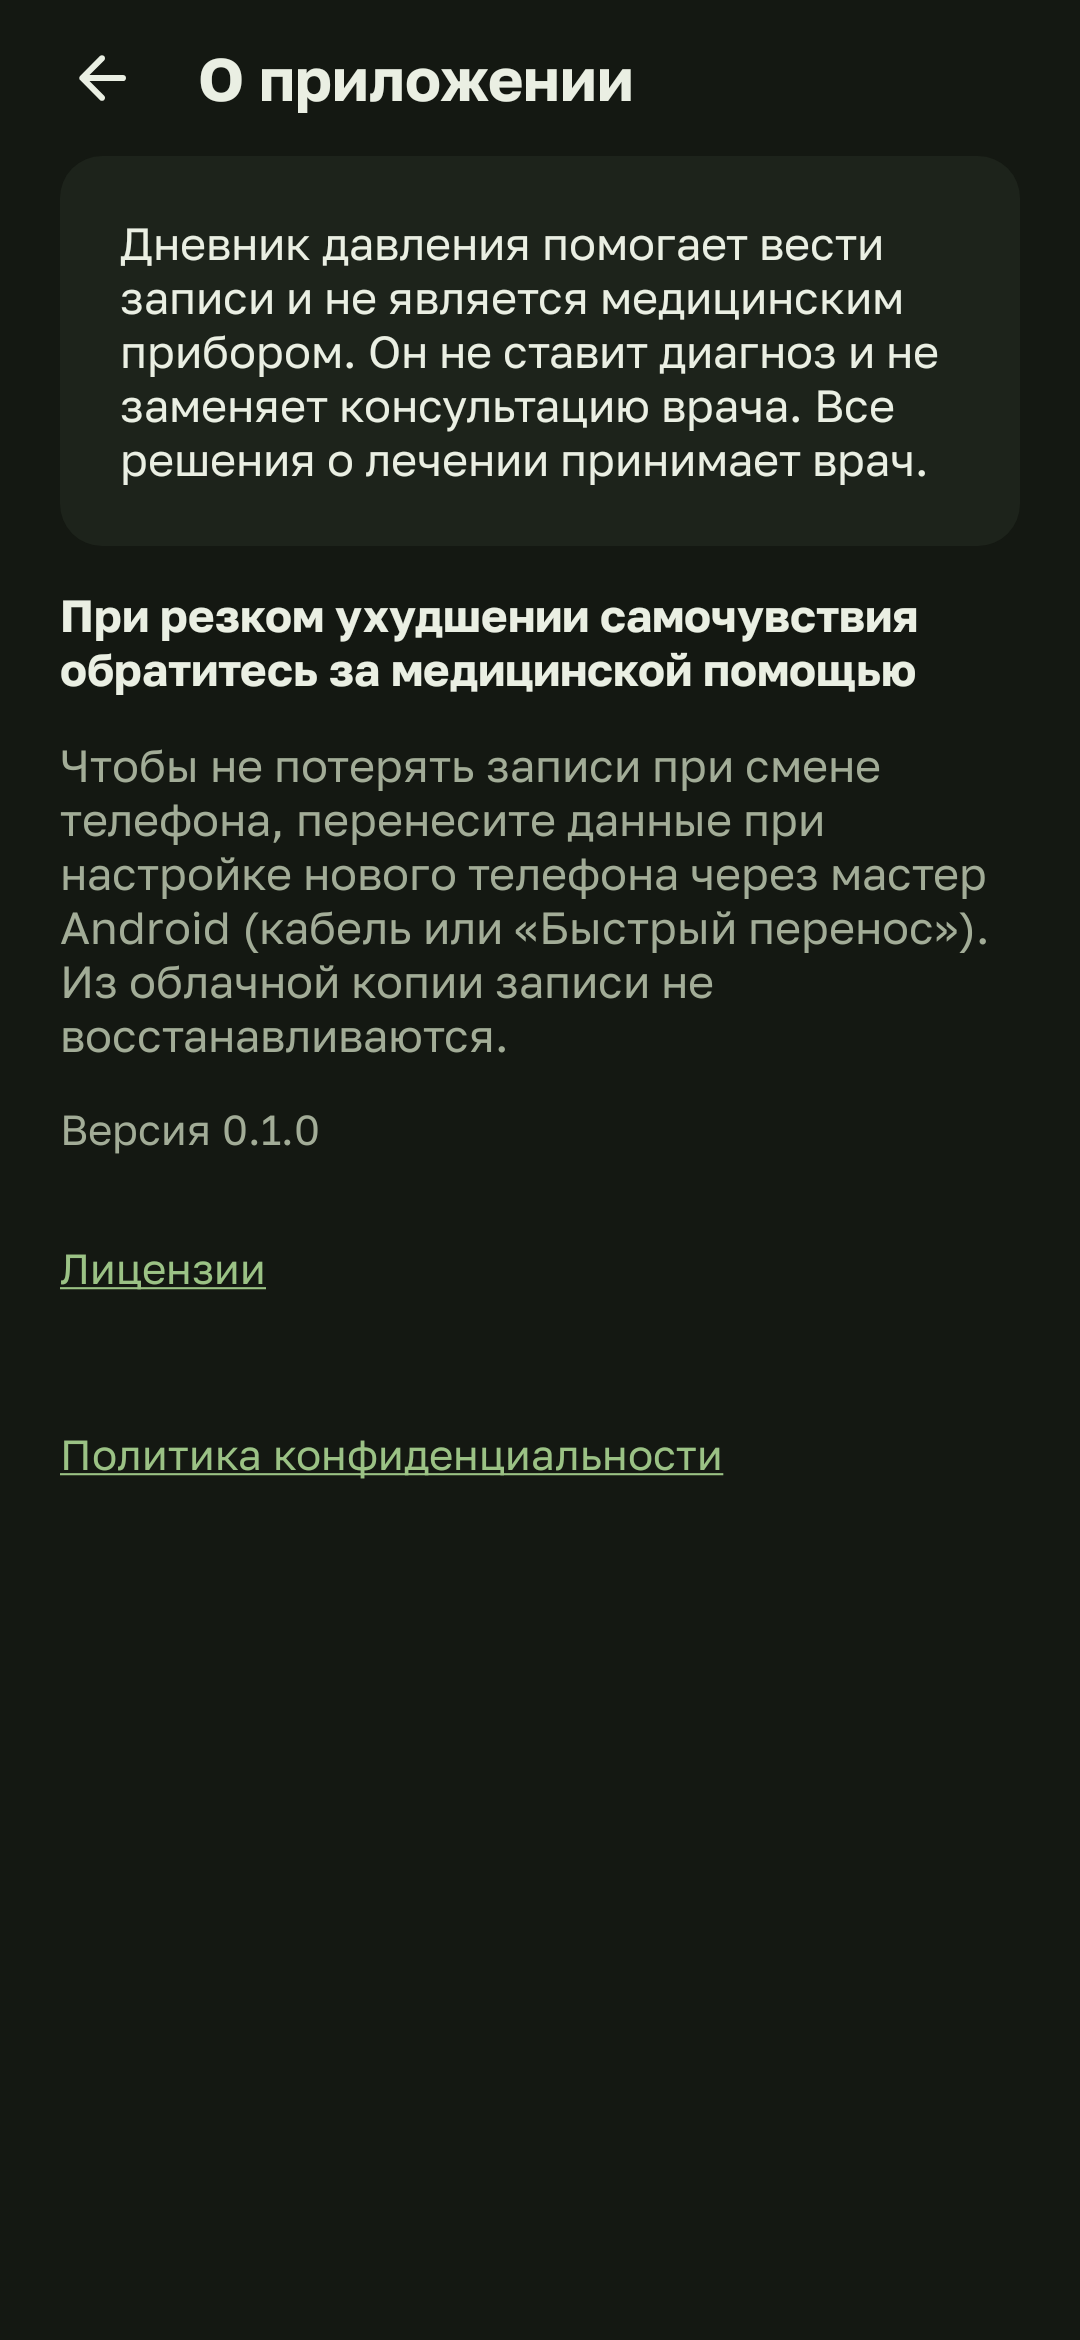 О приложении
Дневник давления помогает вести
записи и не является медицинским
прибором. Он не ставит диагноз и не
заменяет консультацию врача. Все
решения о лечении принимает врач.
При резком ухудшении самочувствия
обратитесь за медицинской помощью
Чтобы не потерять записи при смене
телефона, перенесите данные при
настройке нового телефона через мастер
Android (кабель или «Быстрый перенос»).
Из облачной копии записи не
восстанавливаются.
Версия 0.1.0
Лицензии
Политика конфиденциальности